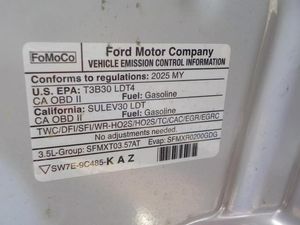 FoMoCo
Ford Motor Company
VEHICLE EMISSION CONTROL INFORMATION
Conforms to regulations: 2025 MY
U.S. EPA: T3B30 LDT4
CA OBD II Fuel: Gasoline
California: SULEV30 LDT
CA OBD II Fuel: Gasoline
TWC/DFI/SFI/WR-HO2S/HO2S/TC/CAC/EGR/EGRC
No adjustments needed.
3.5L-Group: SFMXT03.57AT Evap: SFMXR0200GDG
SW7E-9C485-KAZ